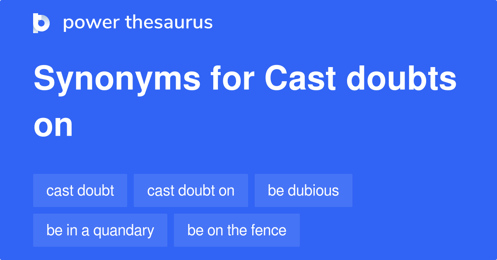 power thesaurus
Synonyms for Cast doubts
on
cast doubt cast doubt on be dubious
be in a quandary be on the fence